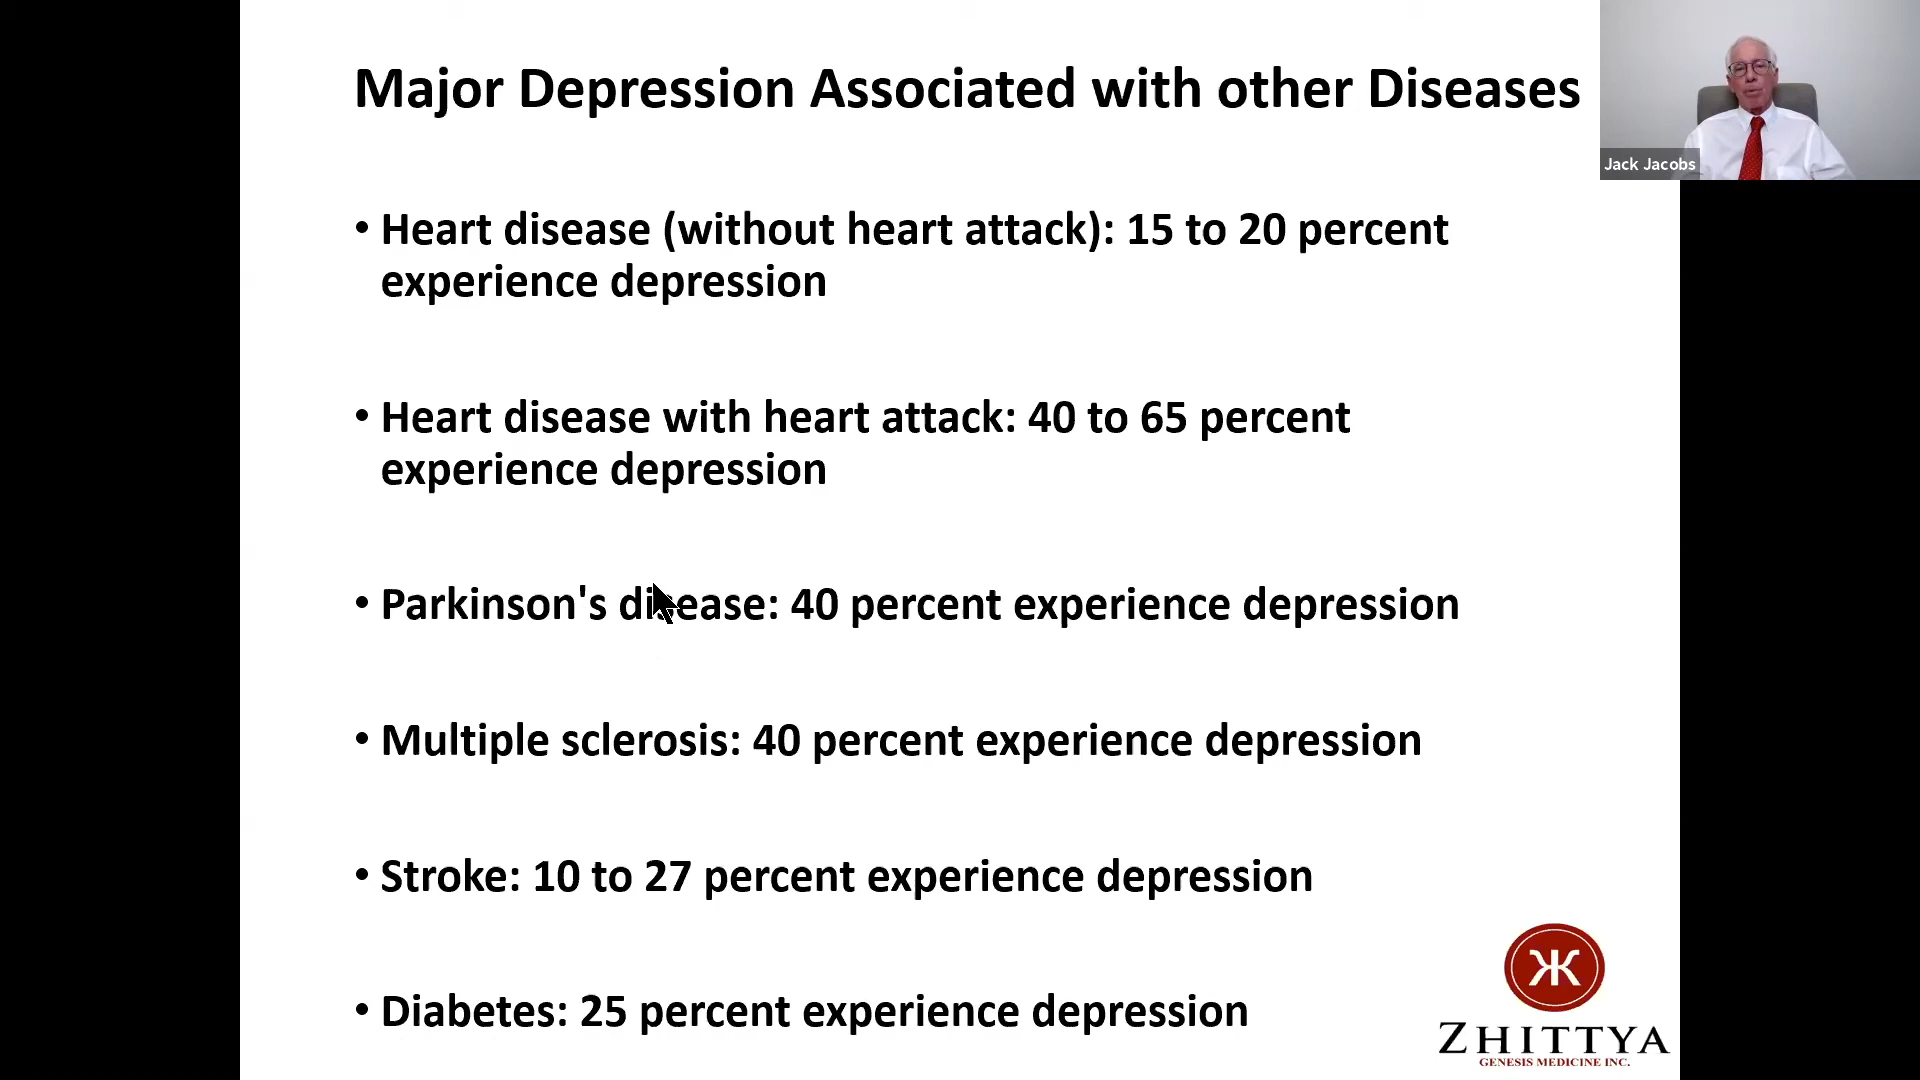 Major Depression Associated with other Diseases
Jack Jacobs
• Heart disease (without heart attack): 15 to 20 percent
experience depression
• Heart disease with heart attack: 40 to 65 percent
experience depression
• Parkinson's disease: 40 percent experience depression
• Multiple sclerosis: 40 percent experience depression
• Stroke: 10 to 27 percent experience depression
• Diabetes: 25 percent experience depression
ZHITTYA
GENESIS MEDICINE INC.